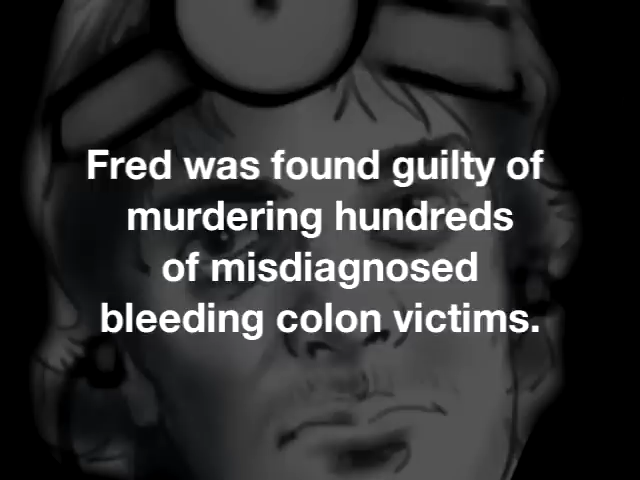 Fred was found guilty of
murdering hundreds
of misdiagnosed
bleeding colon victims.